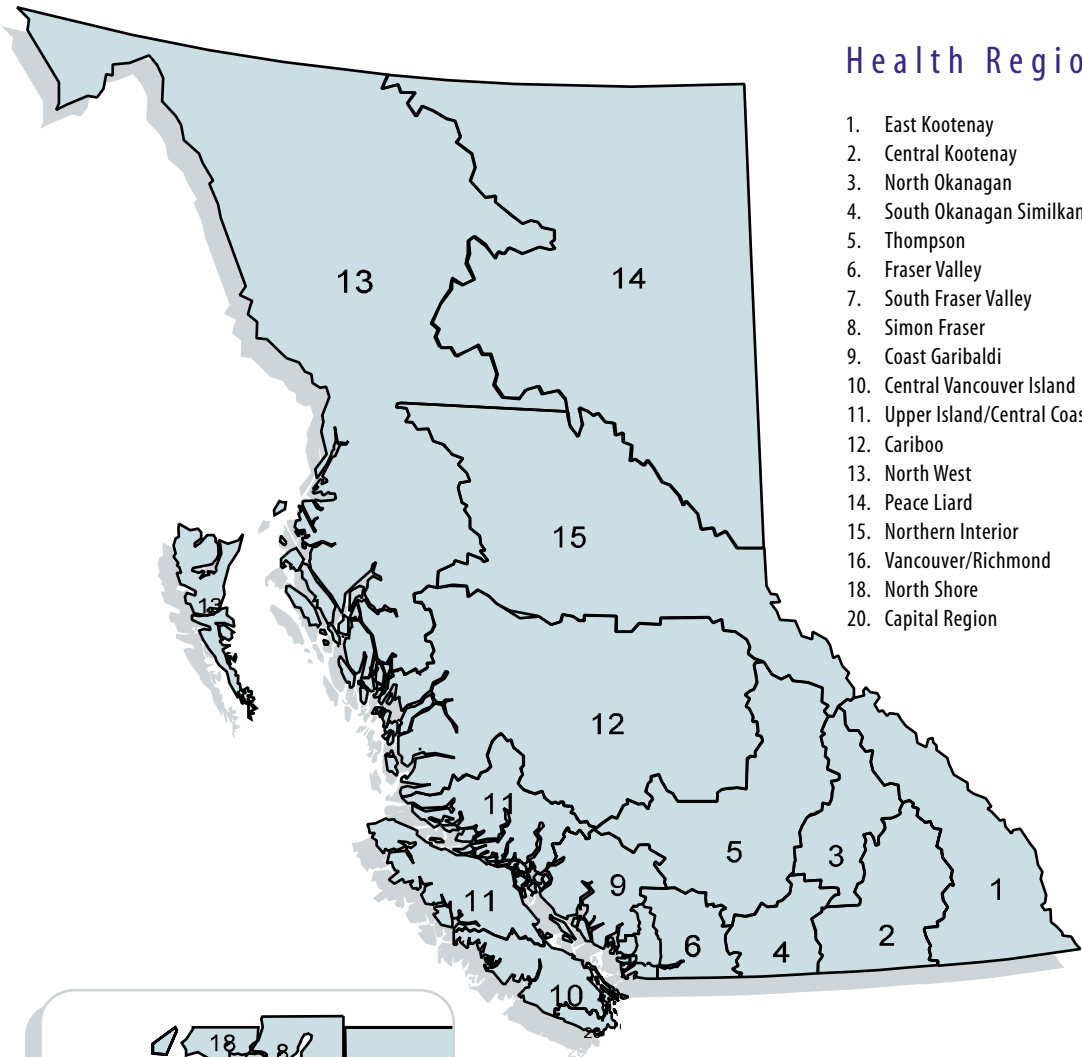 Health Regio
1. East Kootenay
2. Central Kootenay
3. North Okanagan
4. South Okanagan Similkan
5. Thompson
6. Fraser Valley
7. South Fraser Valley
8. Simon Fraser
9. Coast Garibaldi
10. Central Vancouver Island
11. Upper Island/Central Coas
12. Cariboo
13. North West
14. Peace Liard
15. Northern Interior
16. Vancouver/Richmond
18. North Shore
20. Capital Region
13
14
15
13
12
11
5
3
9
1
11
2
6
4
10
20
18
8